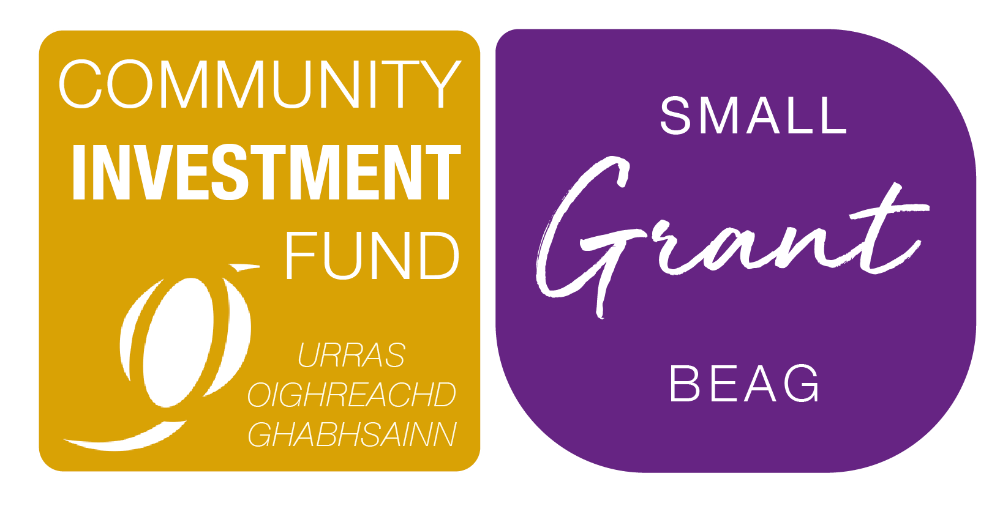 COMMUNITY
INVESTMENT
FUND
URRAS
OIGHREACHD
GHABHSAINN
SMALL
Grant
BEAG